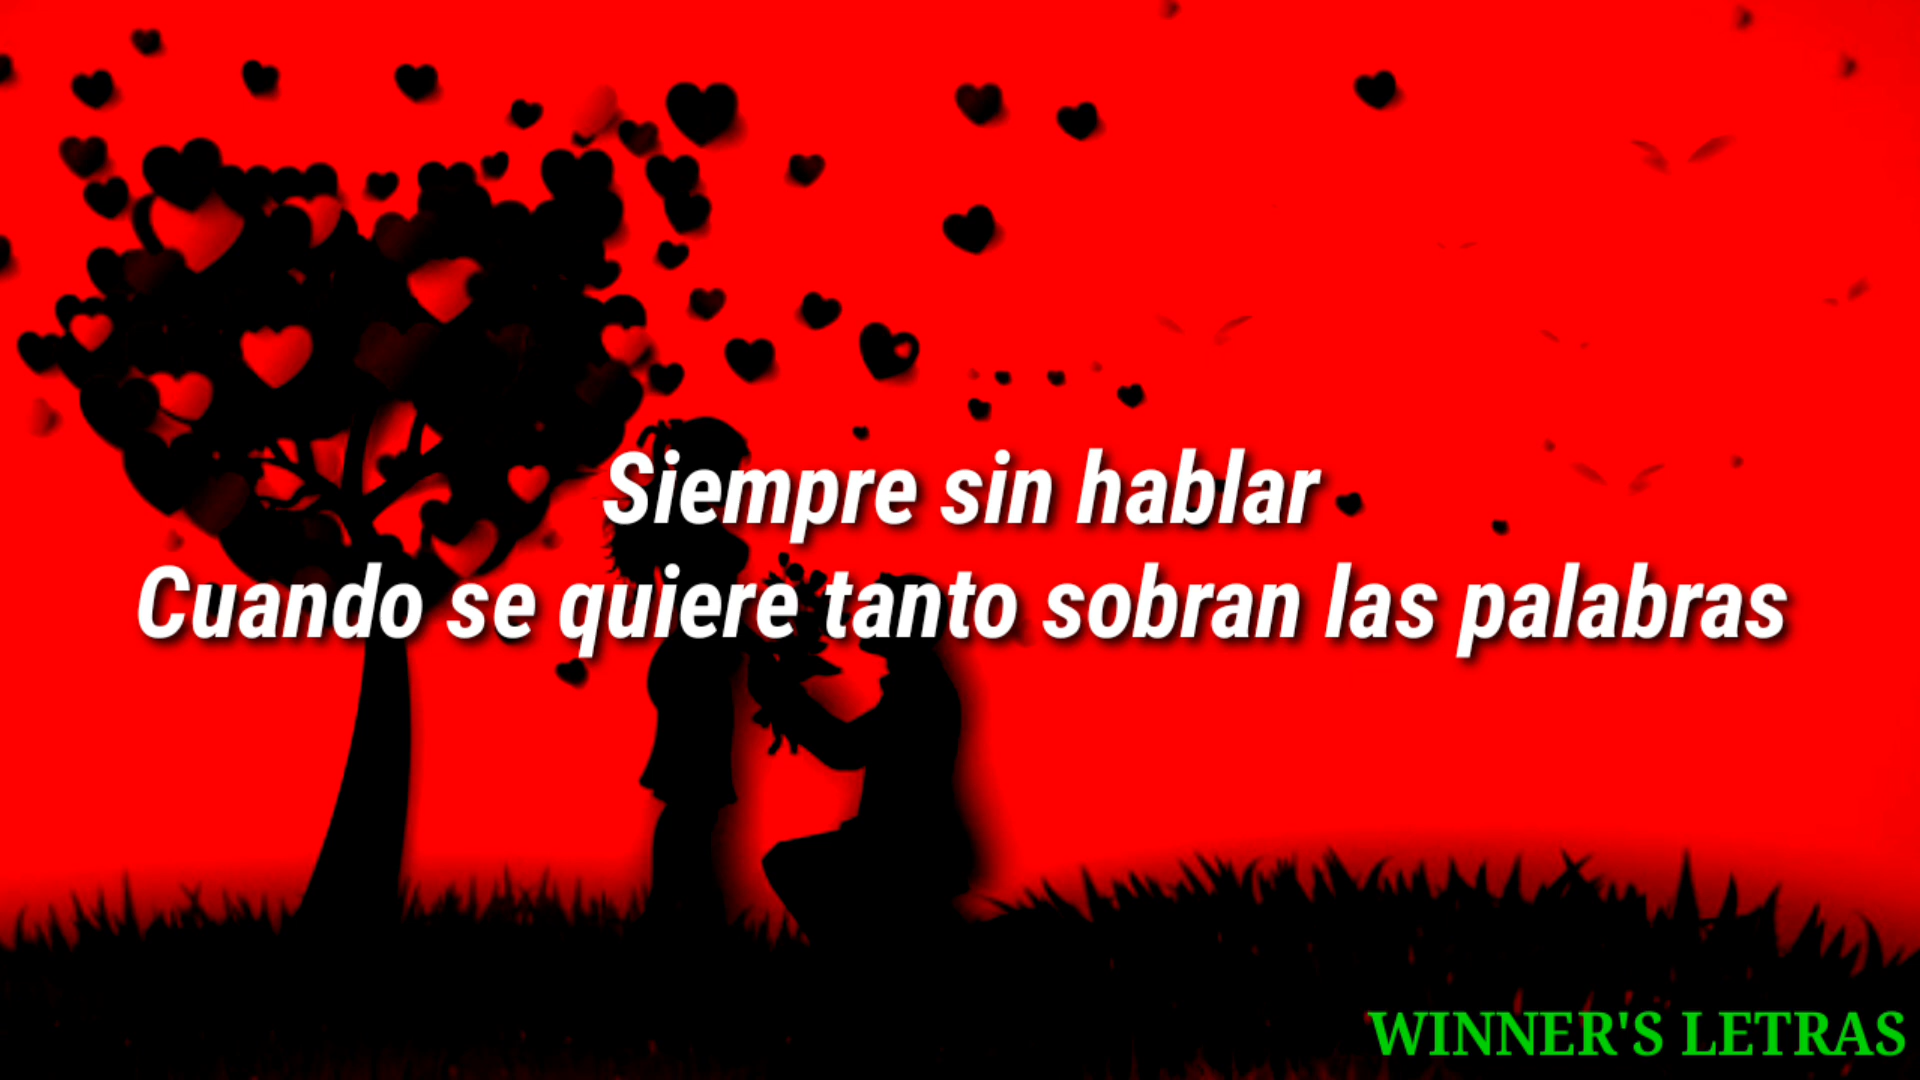 Siempre sin hablar
Cuando se quiere tanto sobran las palabras
WINNER'S LETRAS